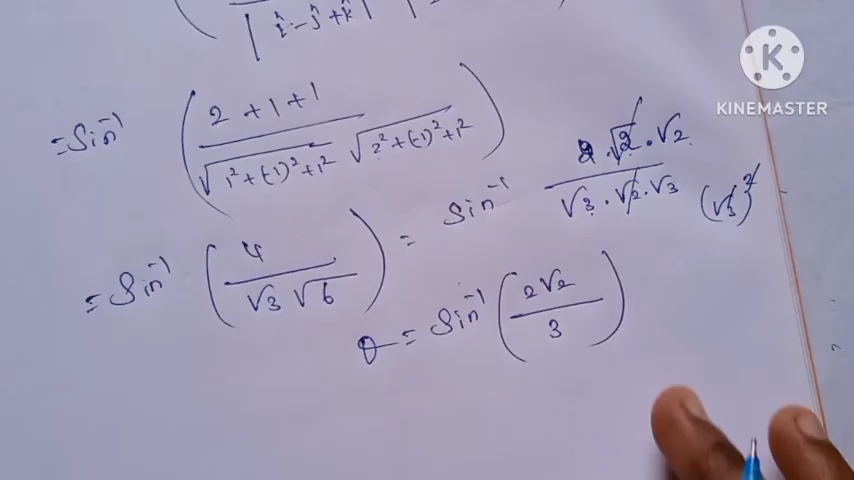 |î - ĵ + k̂|
= Sin⁻¹ ( 2 + 1 + 1 / √1² + (-1)² + 1² √2² + (-1)² + 1² )
= Sin⁻¹ ( 4 / √3 √6 ) = Sin⁻¹ 2 . √2 . √2 / √3 . √2 . √3 (√3)²
θ = Sin⁻¹ ( 2√2 / 3 )
KINEMASTER